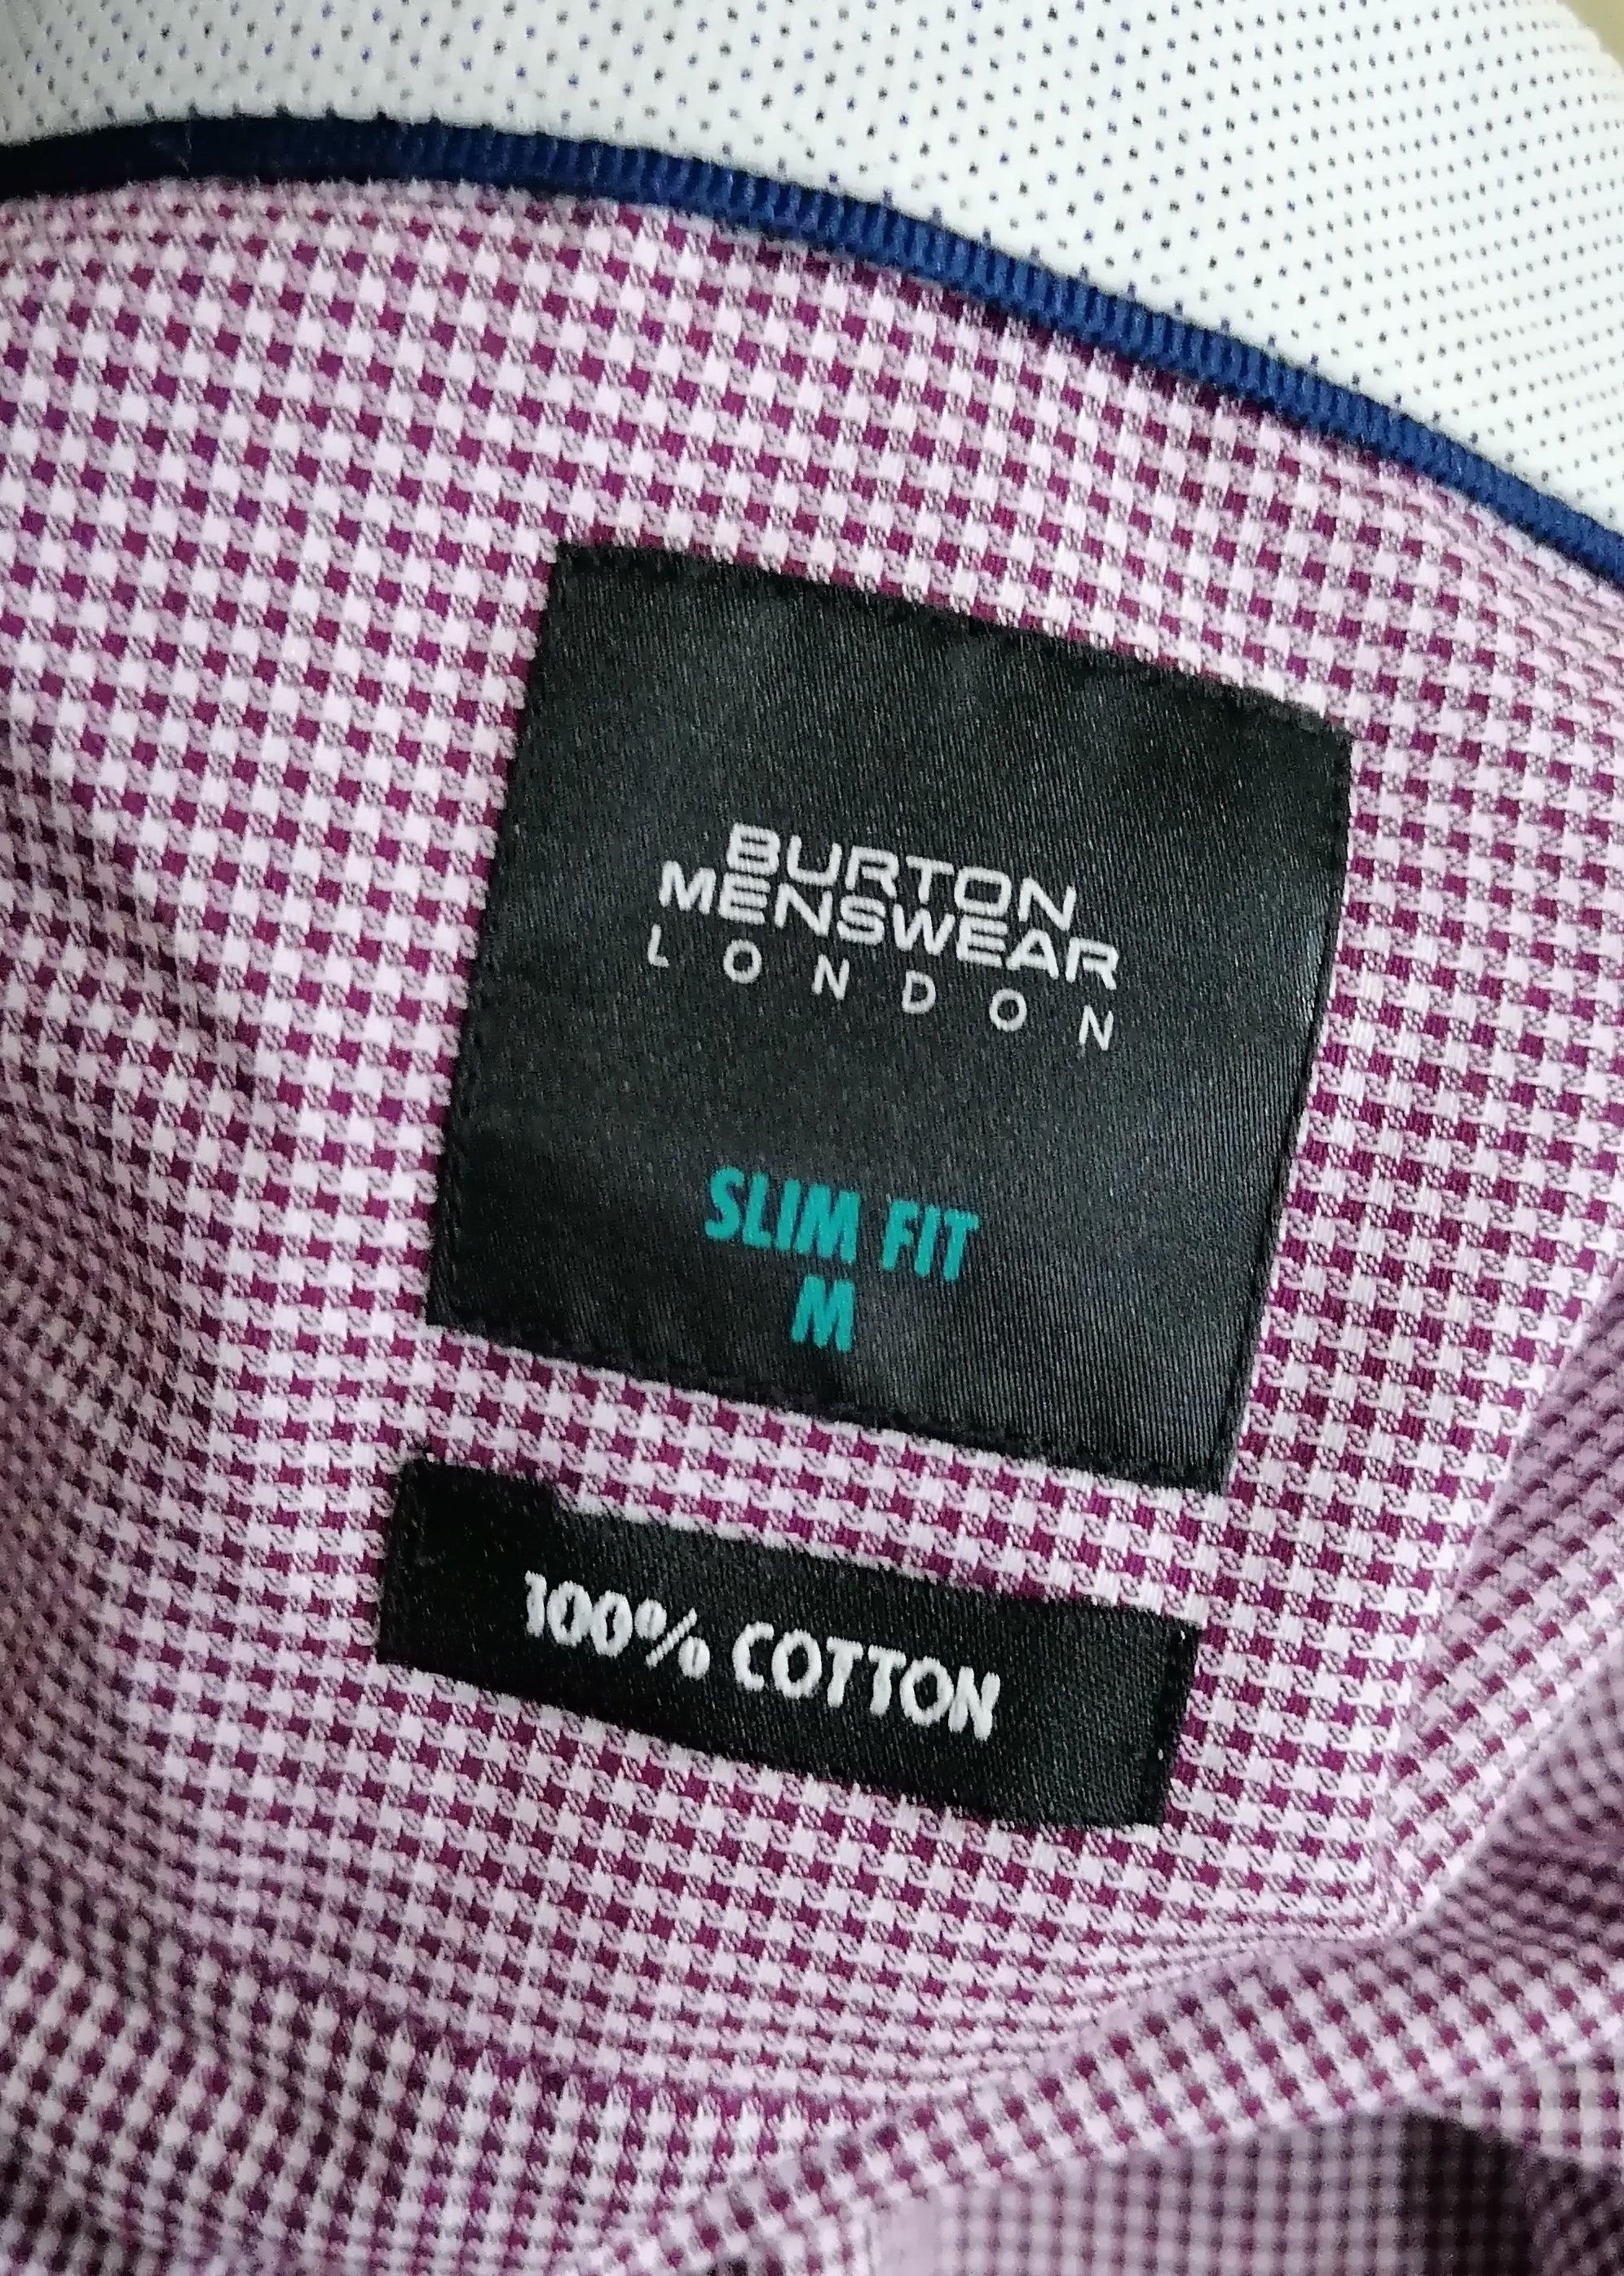 BURTON
MENSWEAR
LONDON
SLIM FIT
M
100% COTTON